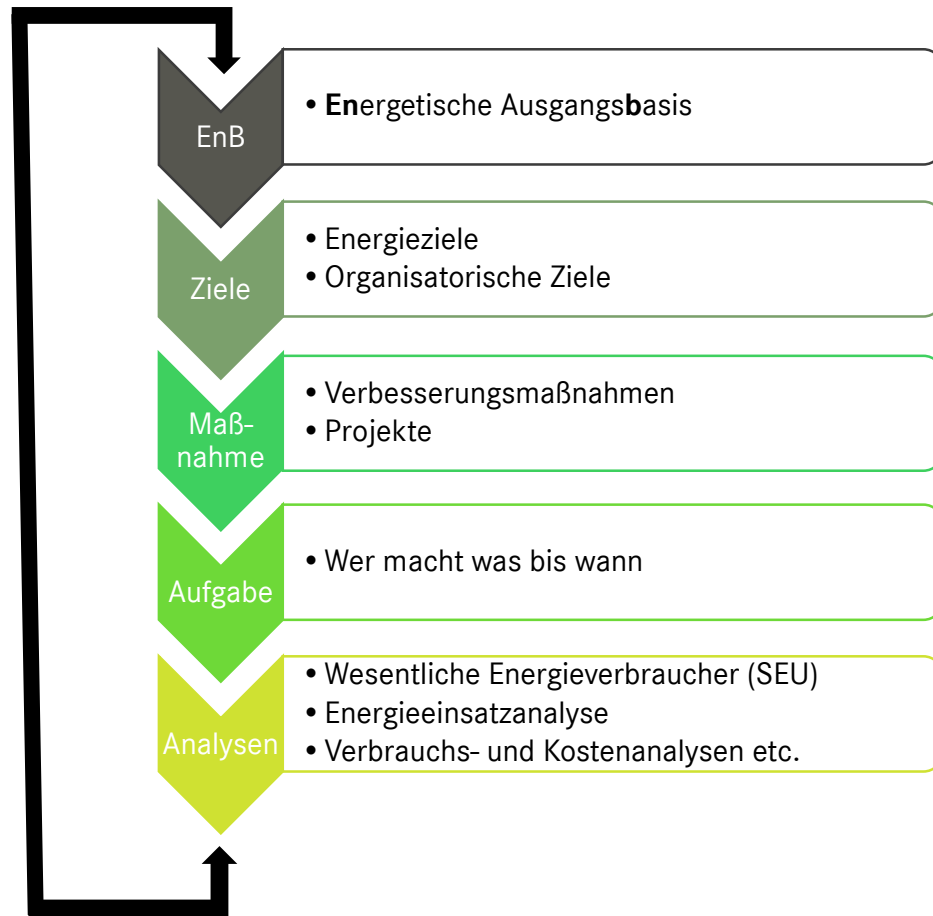 EnB
• Energetische Ausgangsbasis
Ziele
• Energieziele
• Organisatorische Ziele
Maß-
nahme
• Verbesserungsmaßnahmen
• Projekte
Aufgabe
• Wer macht was bis wann
Analysen
• Wesentliche Energieverbraucher (SEU)
• Energieeinsatzanalyse
• Verbrauchs- und Kostenanalysen etc.